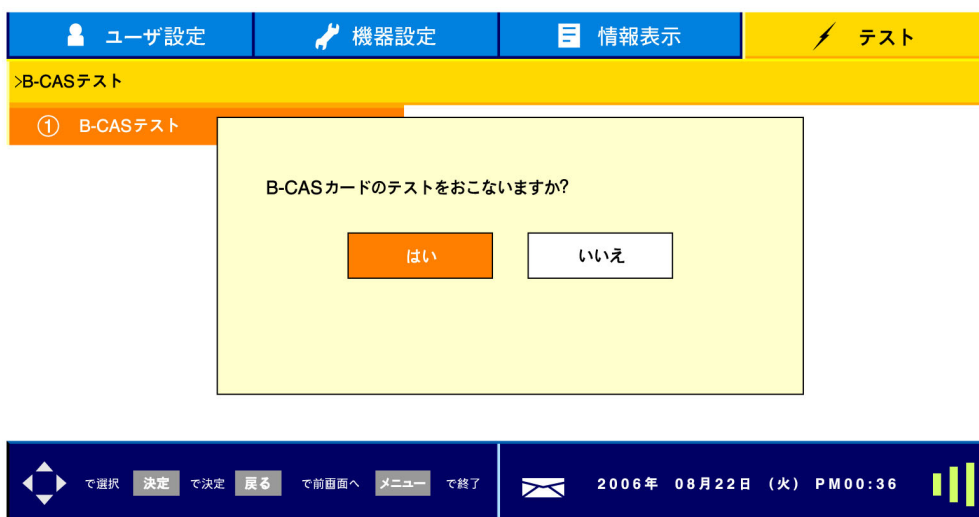 ユーザ設定 機器設定 情報表示 テスト
>B-CASテスト
① B-CASテスト
B-CASカードのテストをおこないますか?
はい いいえ
で選択 決定 で決定 戻る で前画面へ メニュー で終了 2006年 08月22日 (火) PM00:36